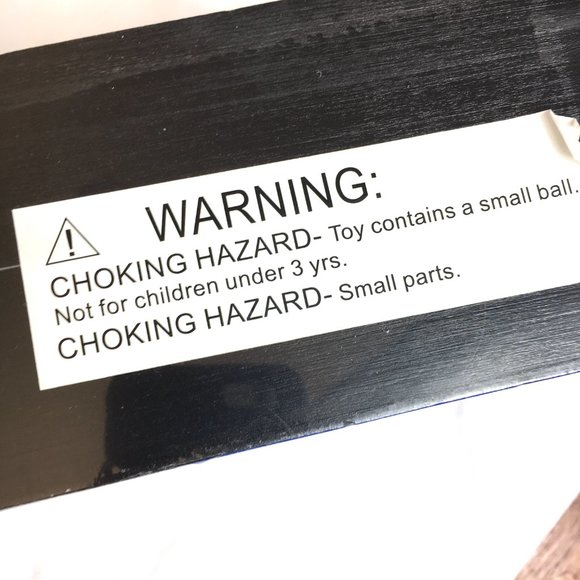 WARNING:
CHOKING HAZARD- Toy contains a small ball.
Not for children under 3 yrs.
CHOKING HAZARD- Small parts.